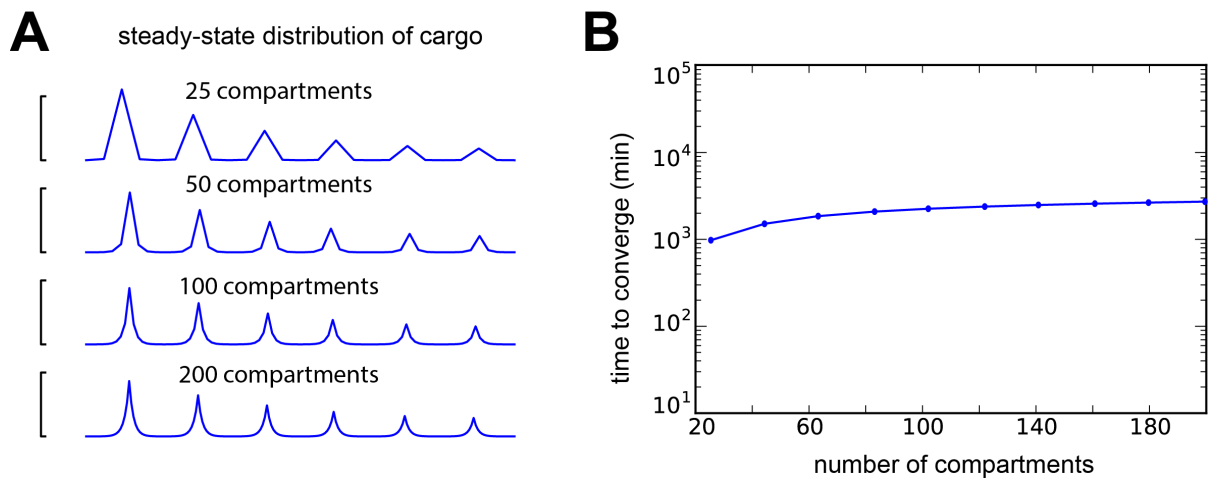 A
steady-state distribution of cargo
25 compartments
50 compartments
100 compartments
200 compartments
B
time to converge (min)
10^5
10^4
10^3
10^2
10^1
20 60 100 140 180
number of compartments